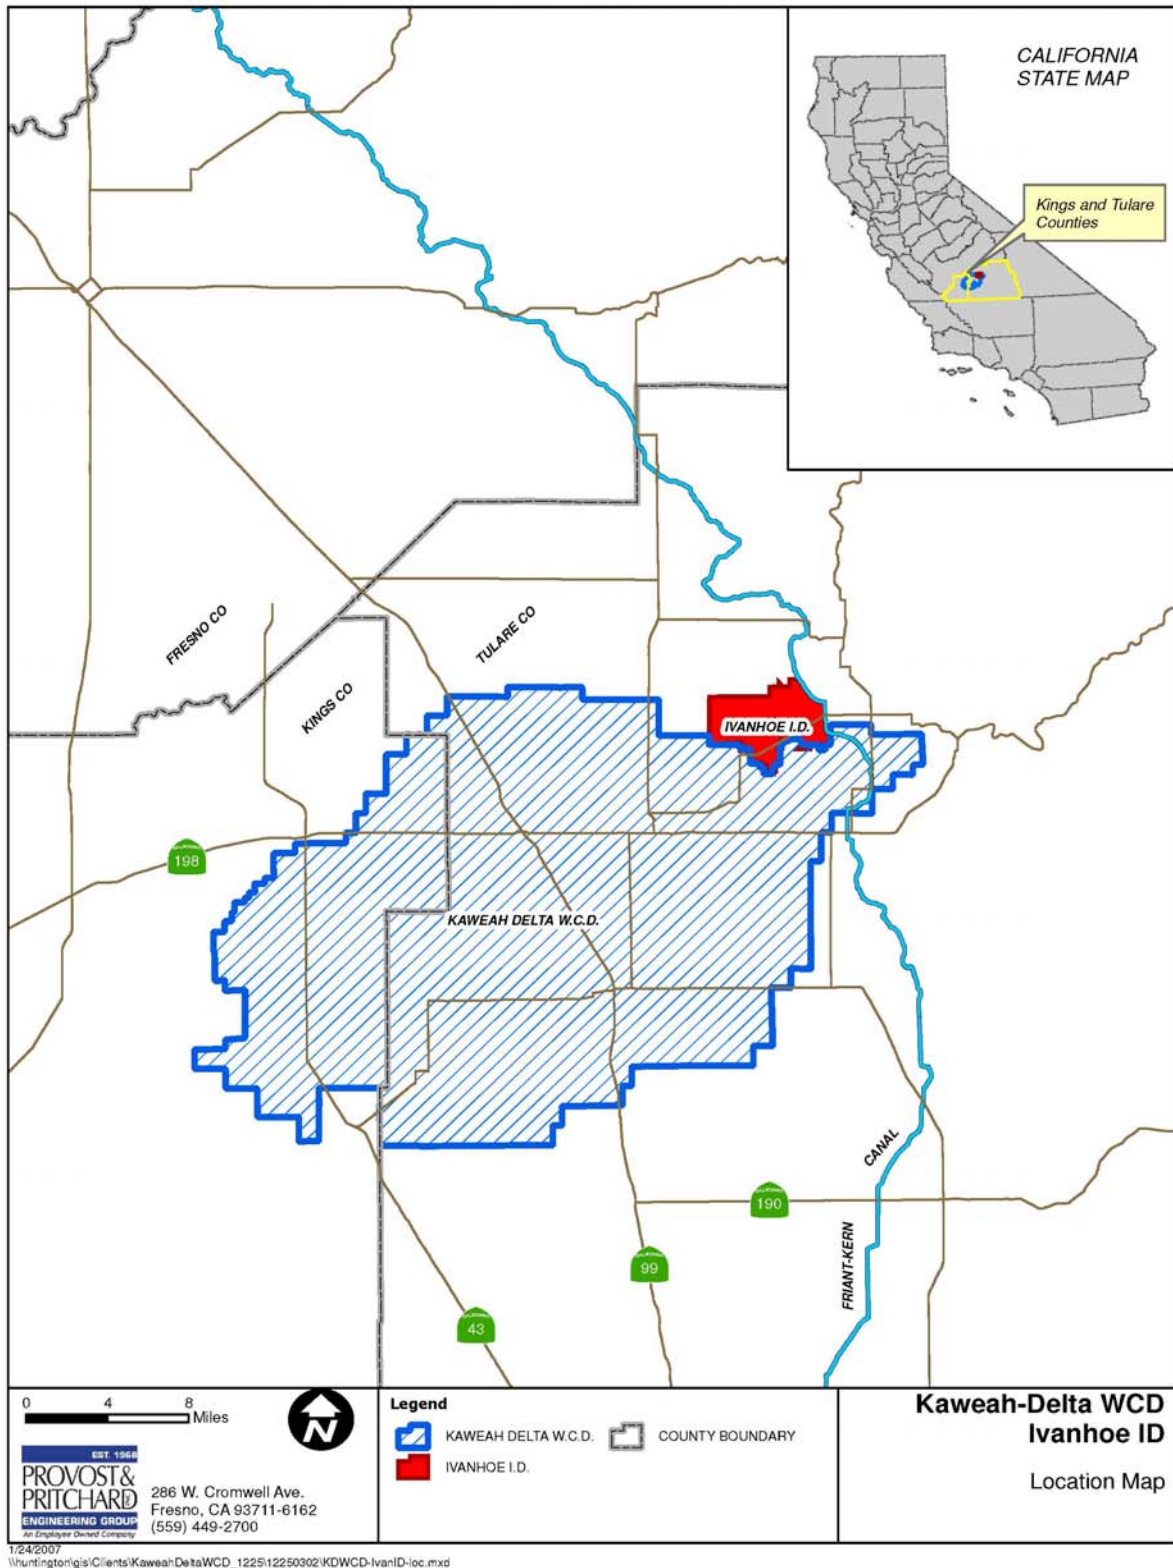 CALIFORNIA
STATE MAP
Kings and Tulare
Counties
FRESNO CO
TULARE CO
KINGS CO
IVANHOE I.D.
198
KAWEAH DELTA W.C.D.
CANAL
190
FRIANT-KERN
99
43
0 4 8
Miles
N
EST. 1968
PROVOST&
PRITCHARD
ENGINEERING GROUP
An Employee Owned Company
286 W. Cromwell Ave.
Fresno, CA 93711-6162
(559) 449-2700
Legend
KAWEAH DELTA W.C.D.
COUNTY BOUNDARY
IVANHOE I.D.
Kaweah-Delta WCD
Ivanhoe ID
Location Map
1/24/2007
\\huntington\gis\Clients\KaweahDeltaWCD_1225\12250302\KDWCD-IvanID-loc.mxd